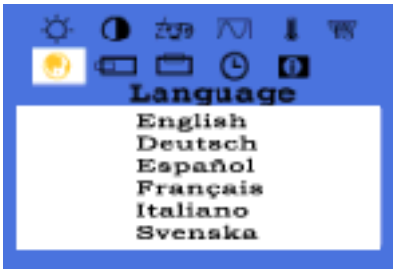 Language
English
Deutsch
Español
Français
Italiano
Svenska